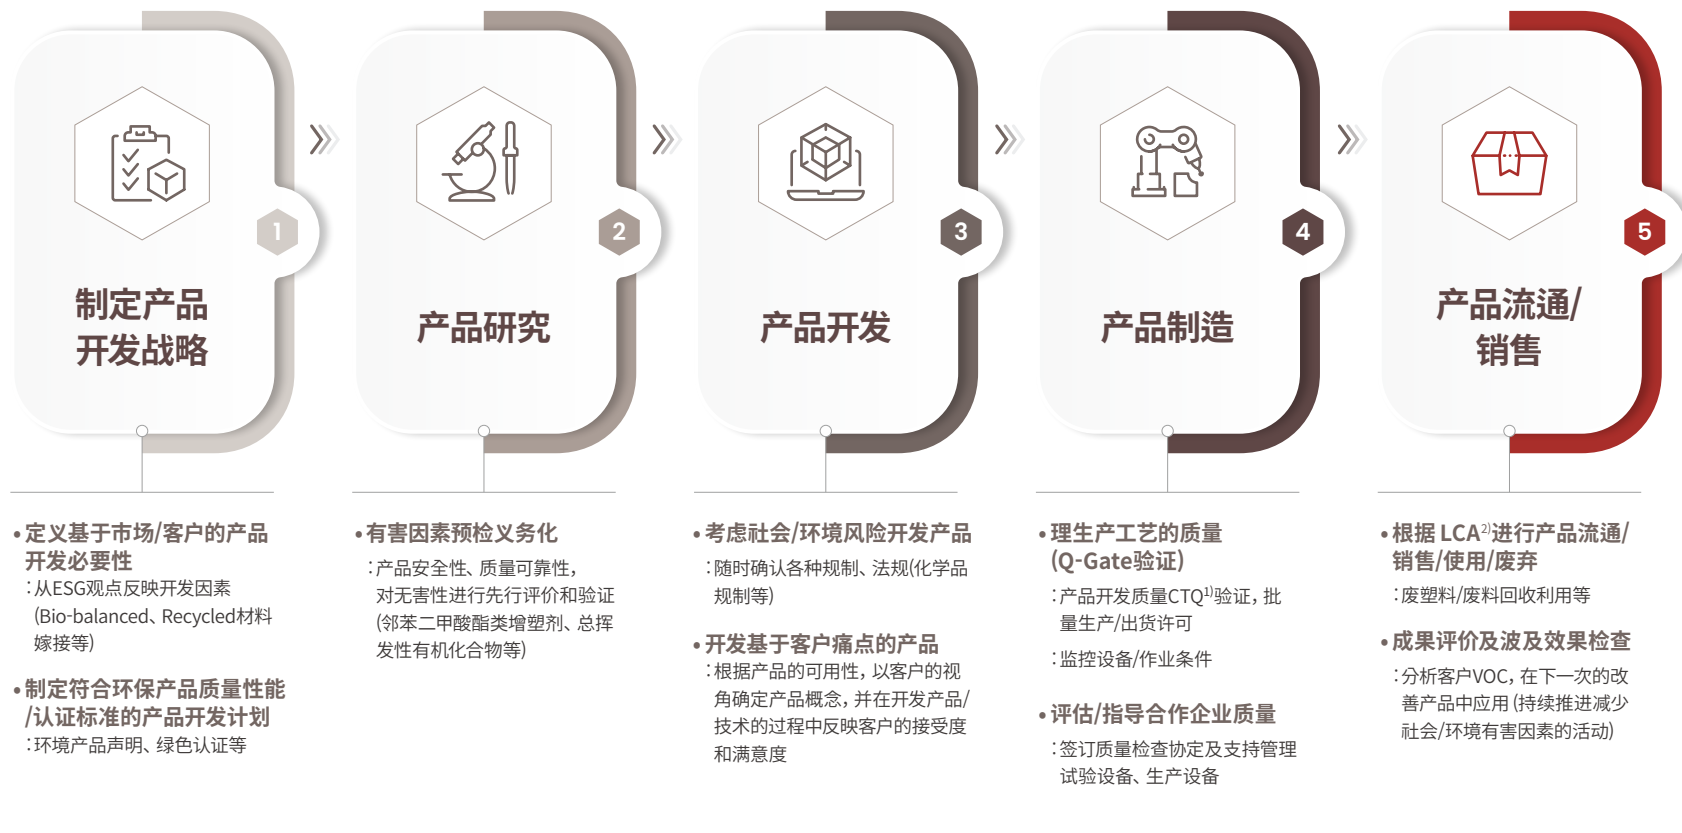 1
制定产品
开发战略
• 定义基于市场/客户的产品
开发必要性
: 从ESG观点反映开发因素
(Bio-balanced、Recycled材料
嫁接等)
• 制定符合环保产品质量性能
/认证标准的产品开发计划
: 环境产品声明、绿色认证等
2
产品研究
• 有害因素预检义务化
: 产品安全性、质量可靠性，
对无害性进行先行评价和验证
(邻苯二甲酸酯类增塑剂、总挥
发性有机化合物等)
3
产品开发
• 考虑社会/环境风险开发产品
: 随时确认各种规制、法规(化学品
规制等)
• 开发基于客户痛点的产品
: 根据产品的可用性，以客户的视
角确定产品概念，并在开发产品/
技术的过程中反映客户的接受度
和满意度
4
产品制造
• 理生产工艺的质量
(Q-Gate验证)
: 产品开发质量CTQ1)验证，批
量生产/出货许可
: 监控设备/作业条件
• 评估/指导合作企业质量
: 签订质量检查协定及支持管理
试验设备、生产设备
5
产品流通/
销售
• 根据 LCA2)进行产品流通/
销售/使用/废弃
: 废塑料/废料回收利用等
• 成果评价及波及效果检查
: 分析客户VOC，在下一次的改
善产品中应用 (持续推进减少
社会/环境有害因素的活动)